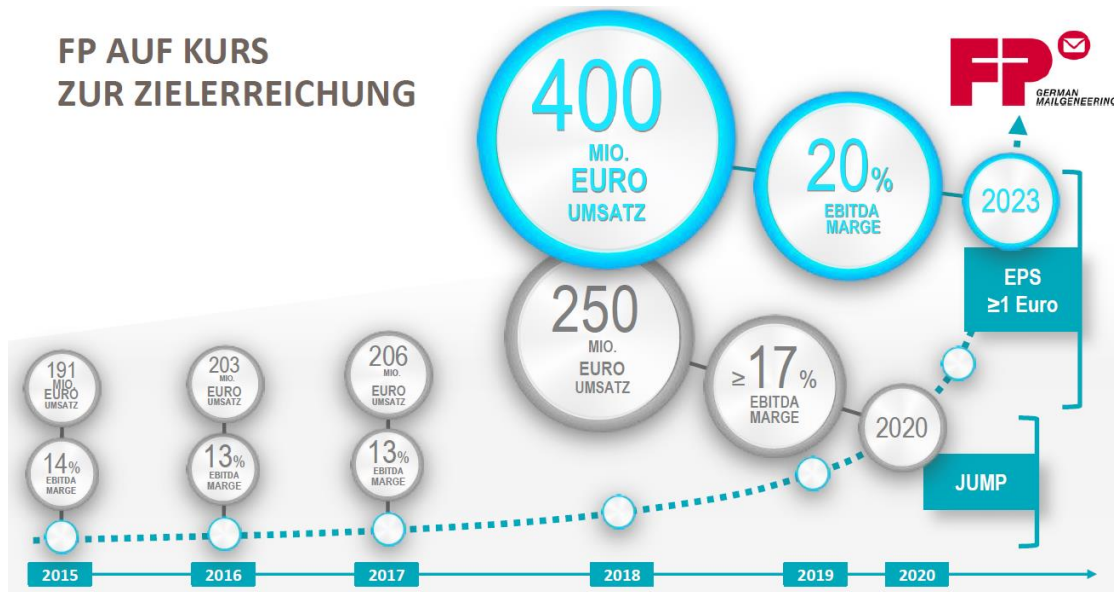 FP AUF KURS
ZUR ZIELERREICHUNG
400
MIO.
EURO
UMSATZ
20%
EBITDA
MARGE
2023
FP
GERMAN
MAILGENEERING
EPS
≥1 Euro
250
MIO.
EURO
UMSATZ
≥17%
EBITDA
MARGE
2020
JUMP
191
MIO.
EURO
UMSATZ
14%
EBITDA
MARGE
203
MIO.
EURO
UMSATZ
13%
EBITDA
MARGE
206
MIO.
EURO
UMSATZ
13%
EBITDA
MARGE
2015
2016
2017
2018
2019
2020